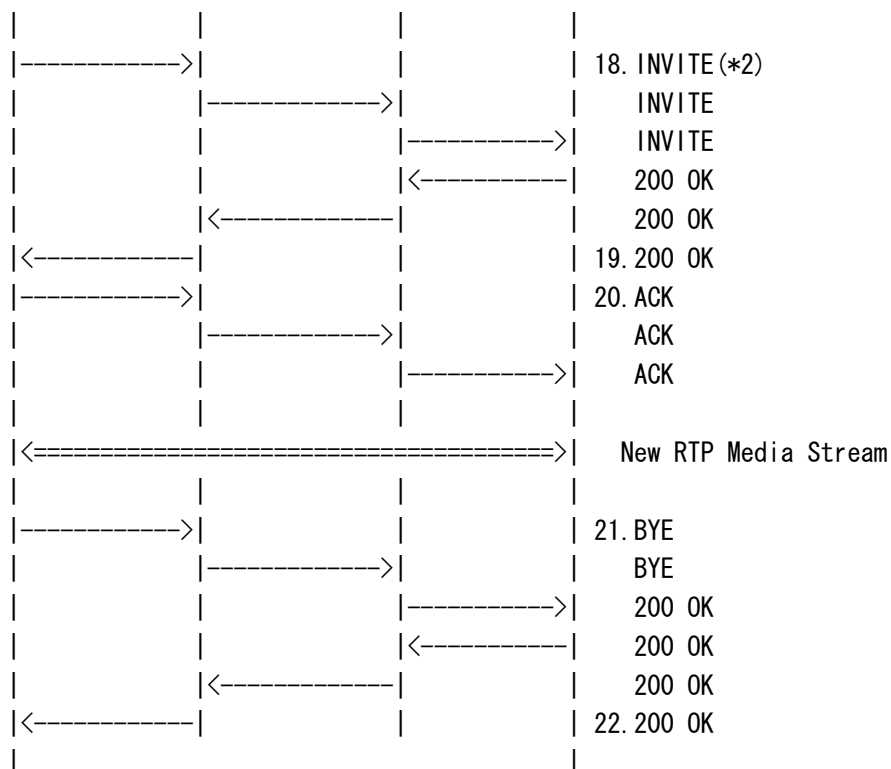 18.INVITE(*2)
INVITE
INVITE
200 OK
200 OK
19.200 OK
20.ACK
ACK
ACK
New RTP Media Stream
21.BYE
BYE
200 OK
200 OK
200 OK
22.200 OK